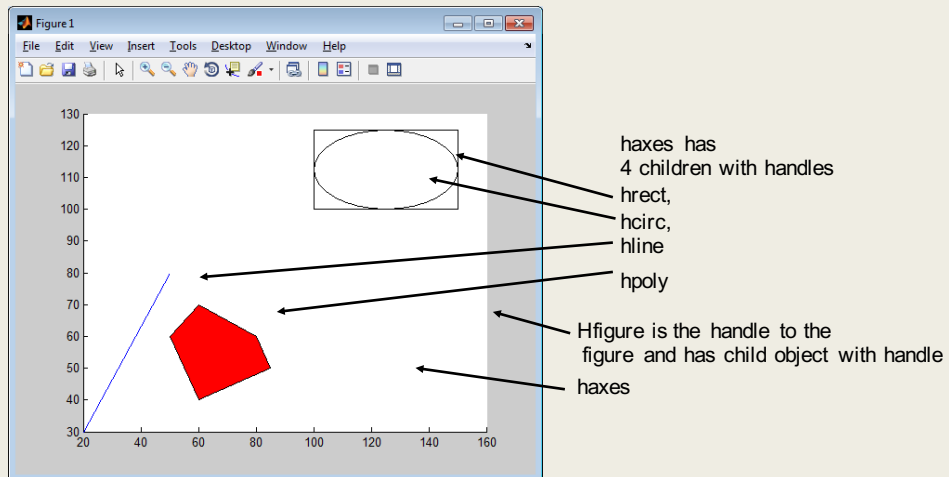 Figure 1
File Edit View Insert Tools Desktop Window Help
130
120
110
100
90
80
70
60
50
40
30
20 40 60 80 100 120 140 160
haxes has
4 children with handles
hrect,
hcirc,
hline
hpoly
Hfigure is the handle to the
figure and has child object with handle
haxes